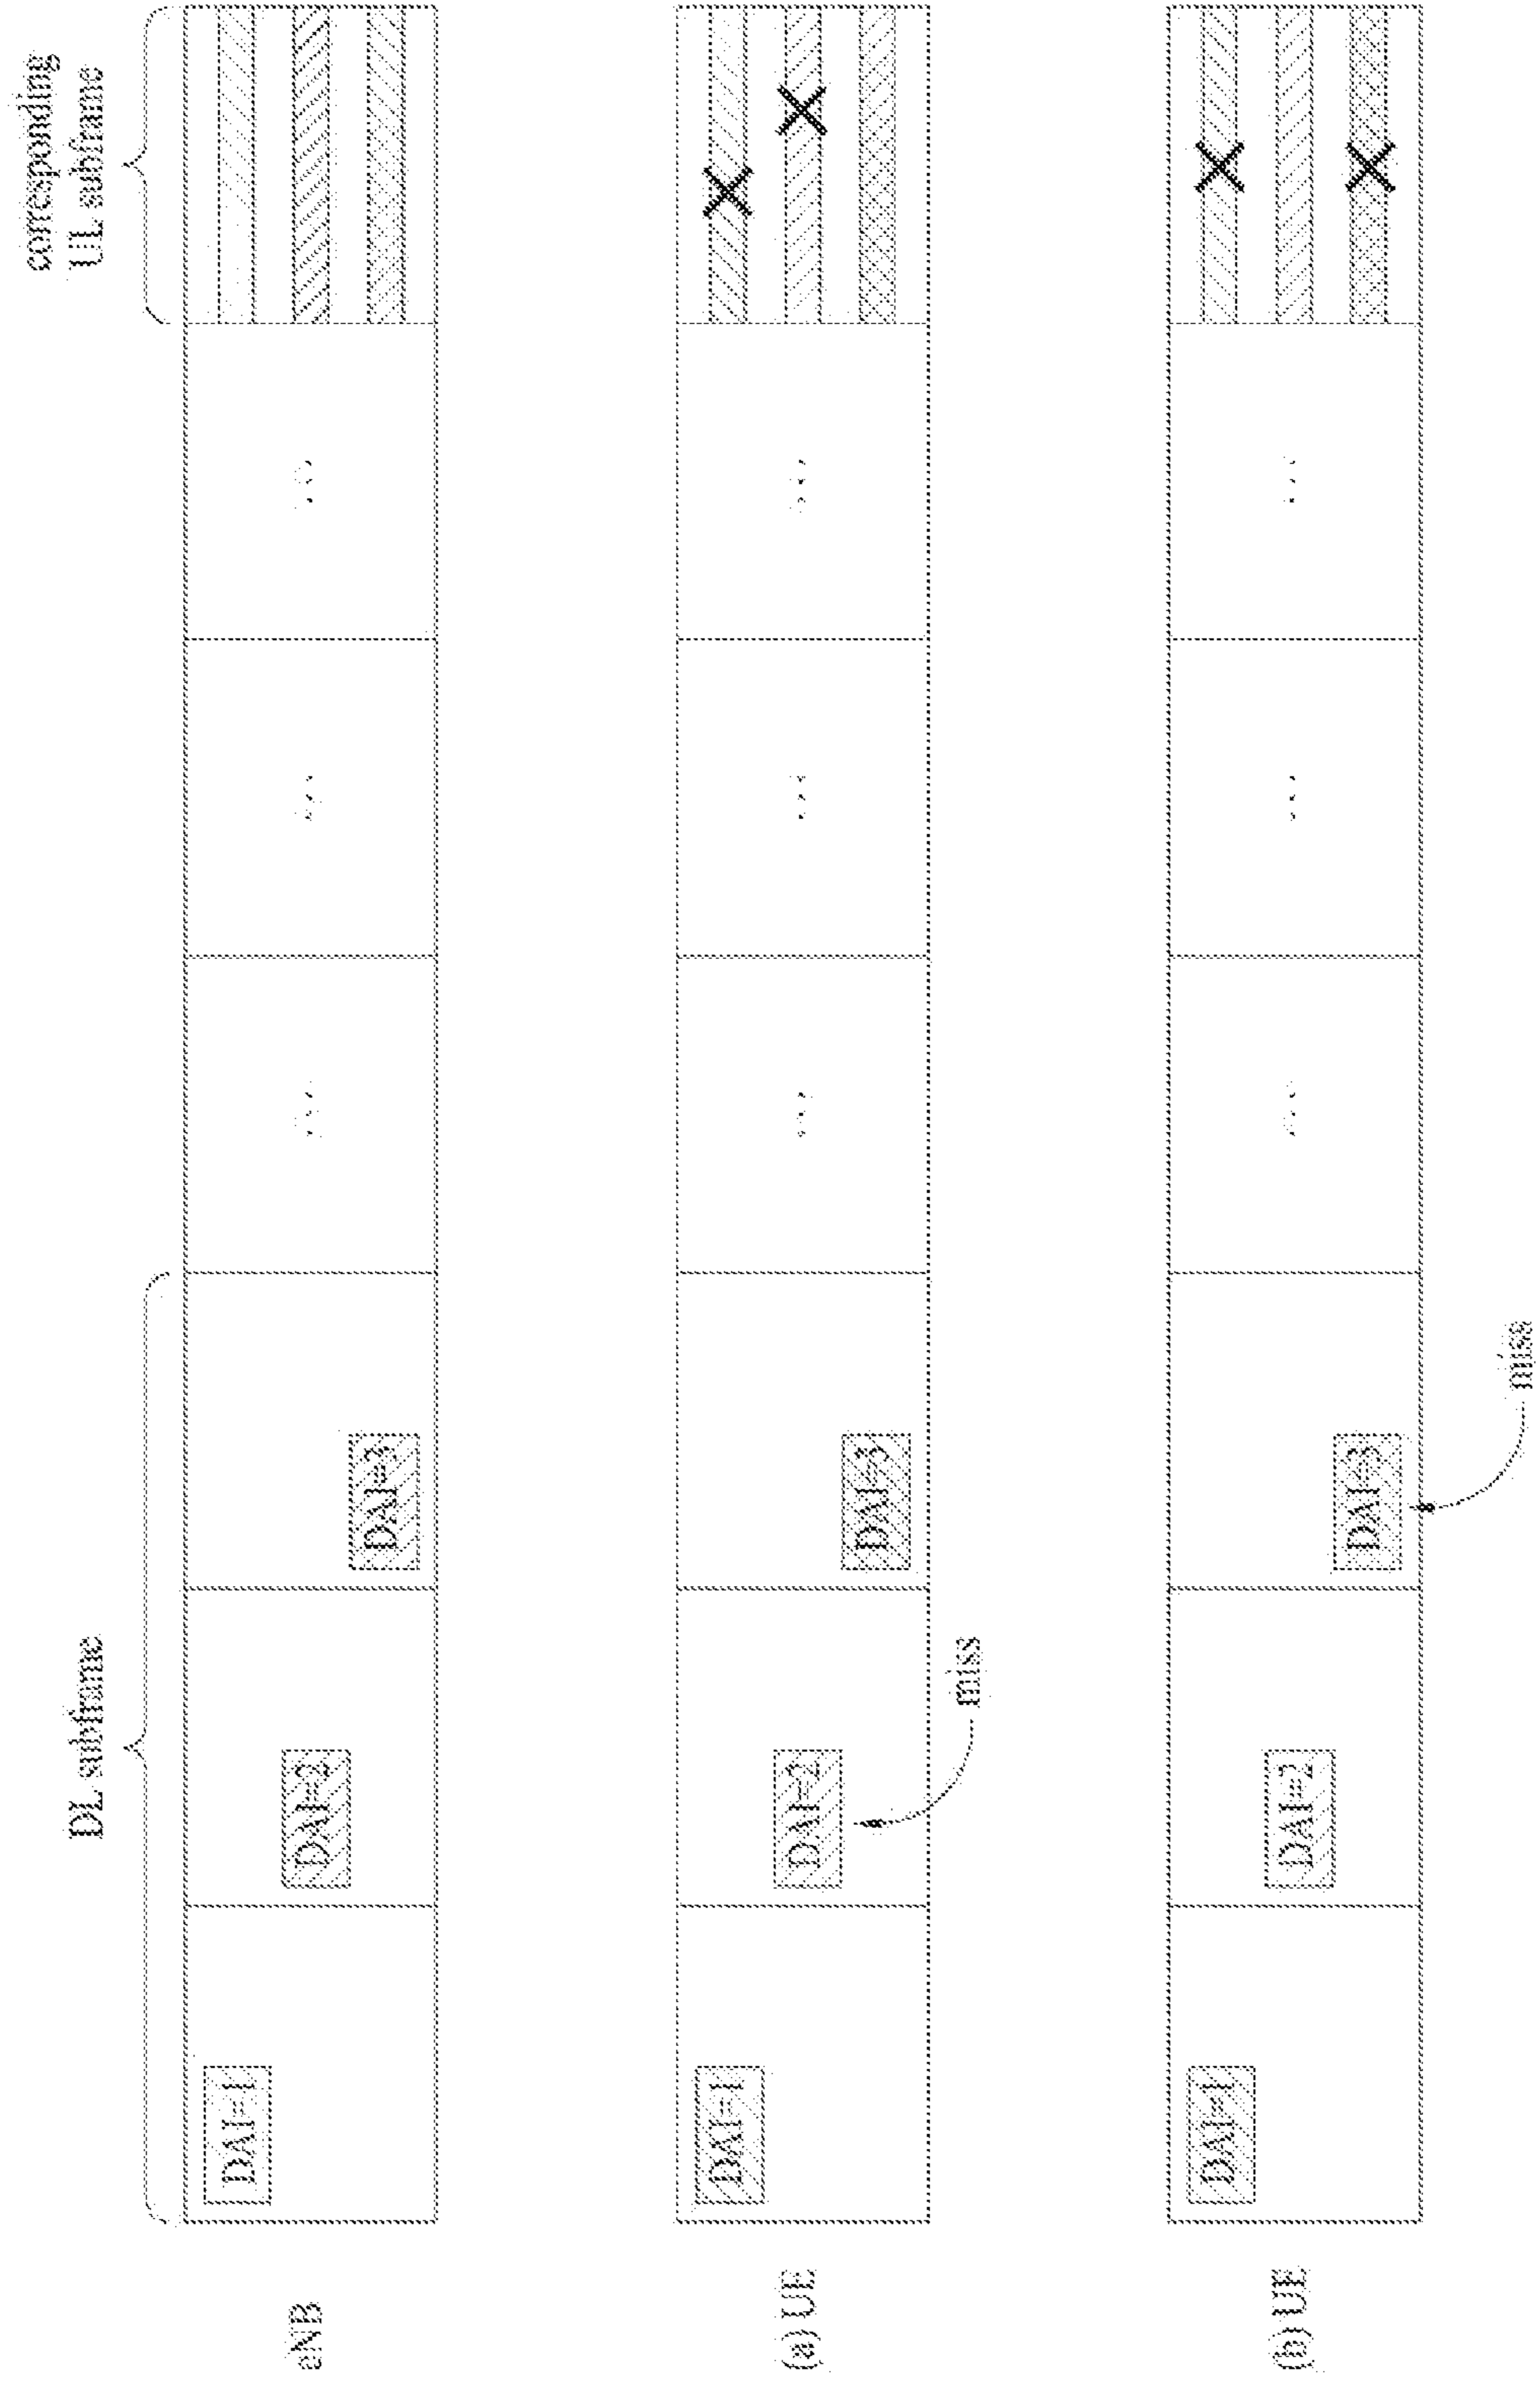 DL subframe
corresponding
UL subframe
eNB
DAI=1
DAI=2
DAI=3
...
...
...
(a) UE
DAI=1
DAI=2
DAI=3
...
...
...
miss
(b) UE
DAI=1
DAI=2
DAI=3
...
...
...
miss